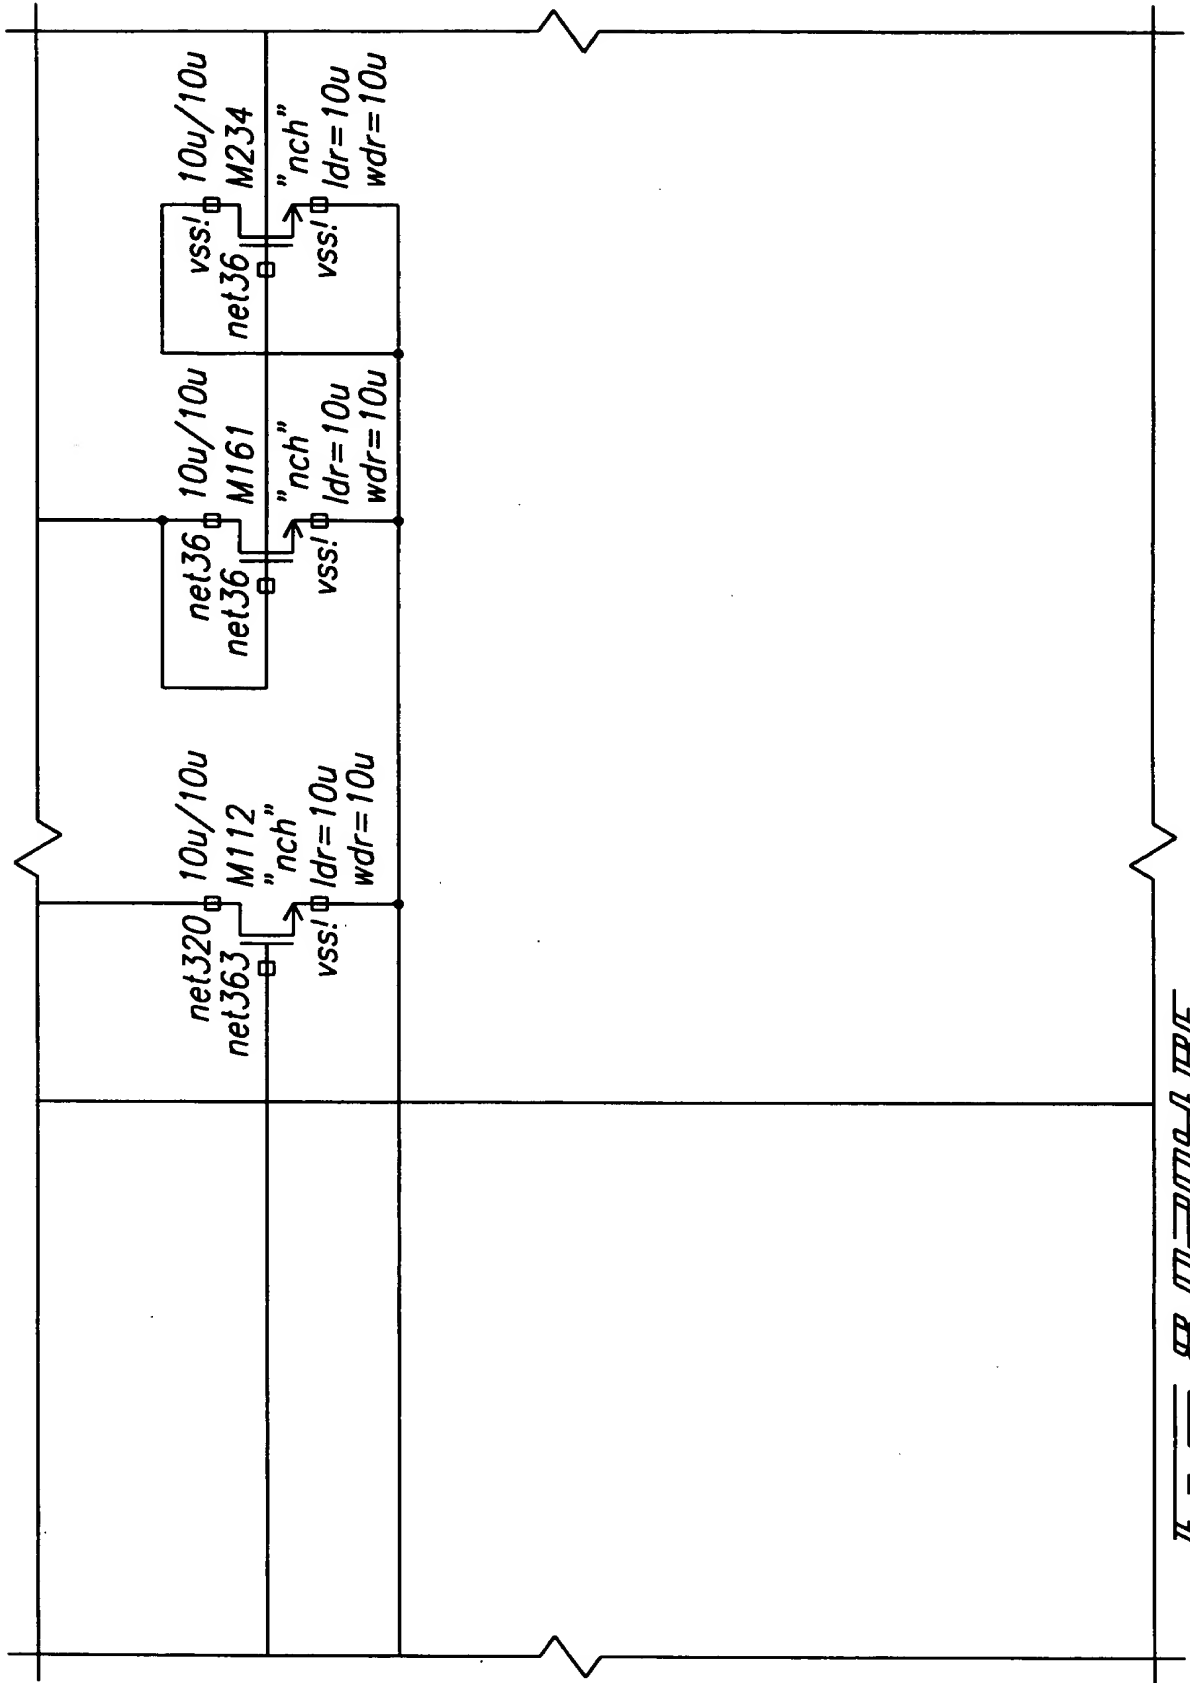 10u/10u
M112
"nch"
ldr=10u
wdr=10u
net320
net363
vss!
10u/10u
M161
"nch"
ldr=10u
wdr=10u
net36
net36
vss!
10u/10u
M234
"nch"
ldr=10u
wdr=10u
vss!
net36
vss!